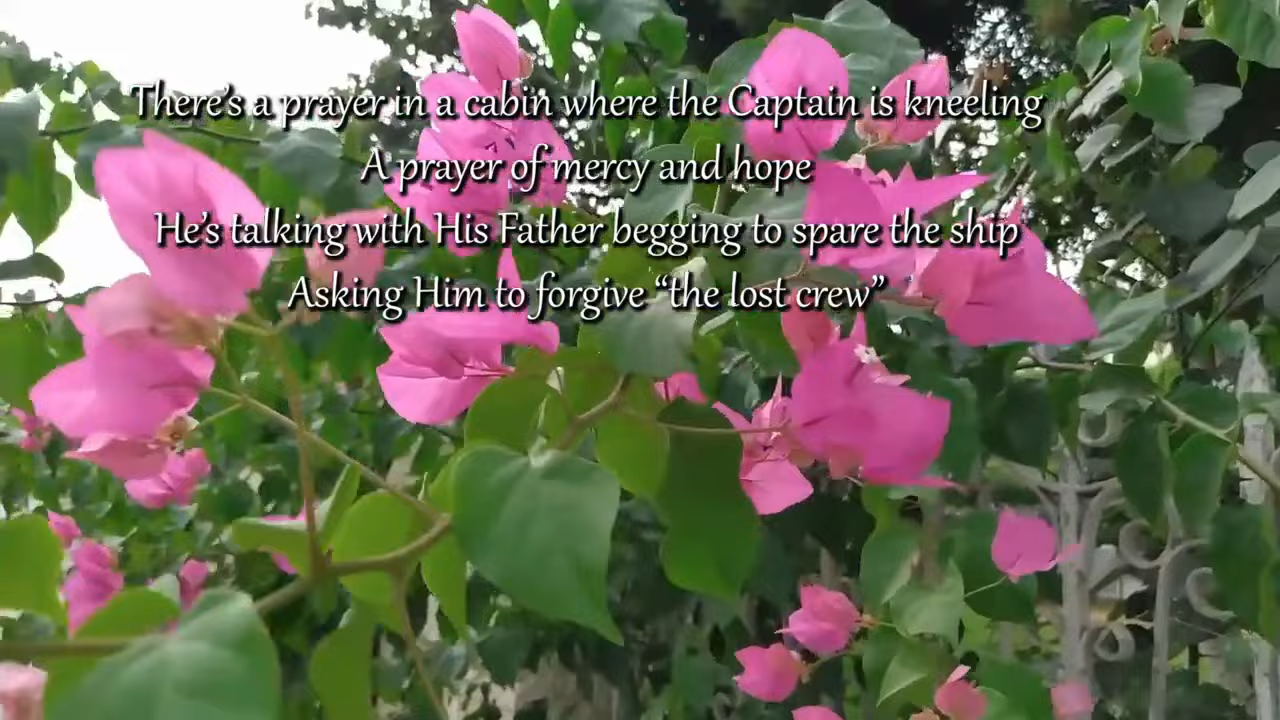 There's a prayer in a cabin where the Captain is kneeling
A prayer of mercy and hope
He's talking with His Father begging to spare the ship
Asking Him to forgive “the lost crew”